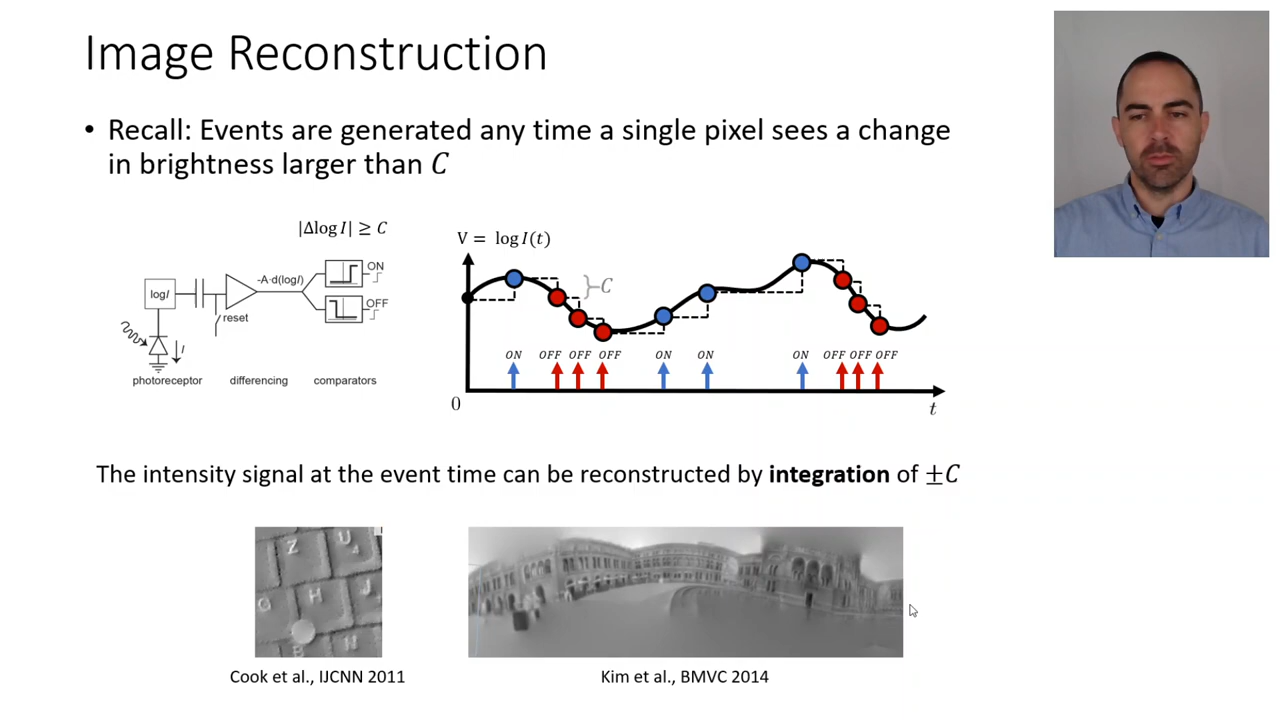 Image Reconstruction
• Recall: Events are generated any time a single pixel sees a change
in brightness larger than C
|Δlog I| ≥ C
V = log I(t)
logI
-A·d(logI)
ON
OFF
reset
I
photoreceptor differencing comparators
C
ON OFF OFF OFF ON ON ON OFF OFF OFF
0
t
The intensity signal at the event time can be reconstructed by integration of ±C
Z U
H J
Cook et al., IJCNN 2011
Kim et al., BMVC 2014